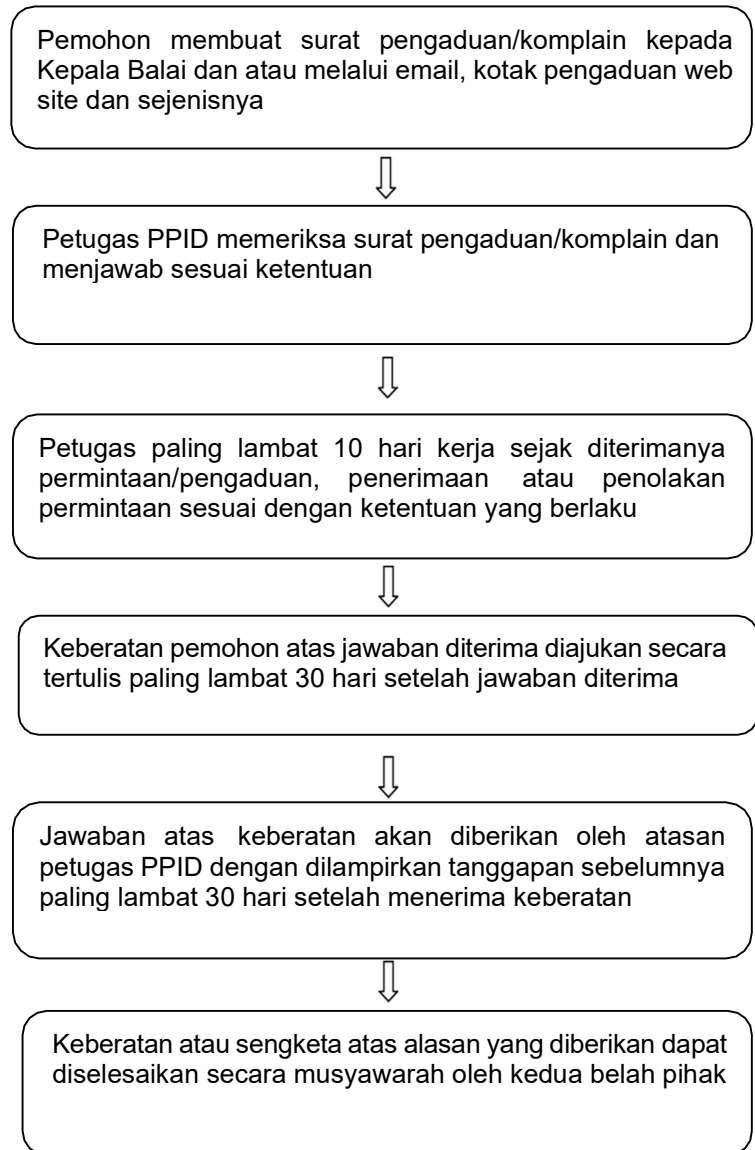 Pemohon membuat surat pengaduan/komplain kepada
Kepala Balai dan atau melalui email, kotak pengaduan web
site dan sejenisnya
Petugas PPID memeriksa surat pengaduan/komplain dan
menjawab sesuai ketentuan
Petugas paling lambat 10 hari kerja sejak diterimanya
permintaan/pengaduan, penerimaan atau penolakan
permintaan sesuai dengan ketentuan yang berlaku
Keberatan pemohon atas jawaban diterima diajukan secara
tertulis paling lambat 30 hari setelah jawaban diterima
Jawaban atas keberatan akan diberikan oleh atasan
petugas PPID dengan dilampirkan tanggapan sebelumnya
paling lambat 30 hari setelah menerima keberatan
Keberatan atau sengketa atas alasan yang diberikan dapat
diselesaikan secara musyawarah oleh kedua belah pihak